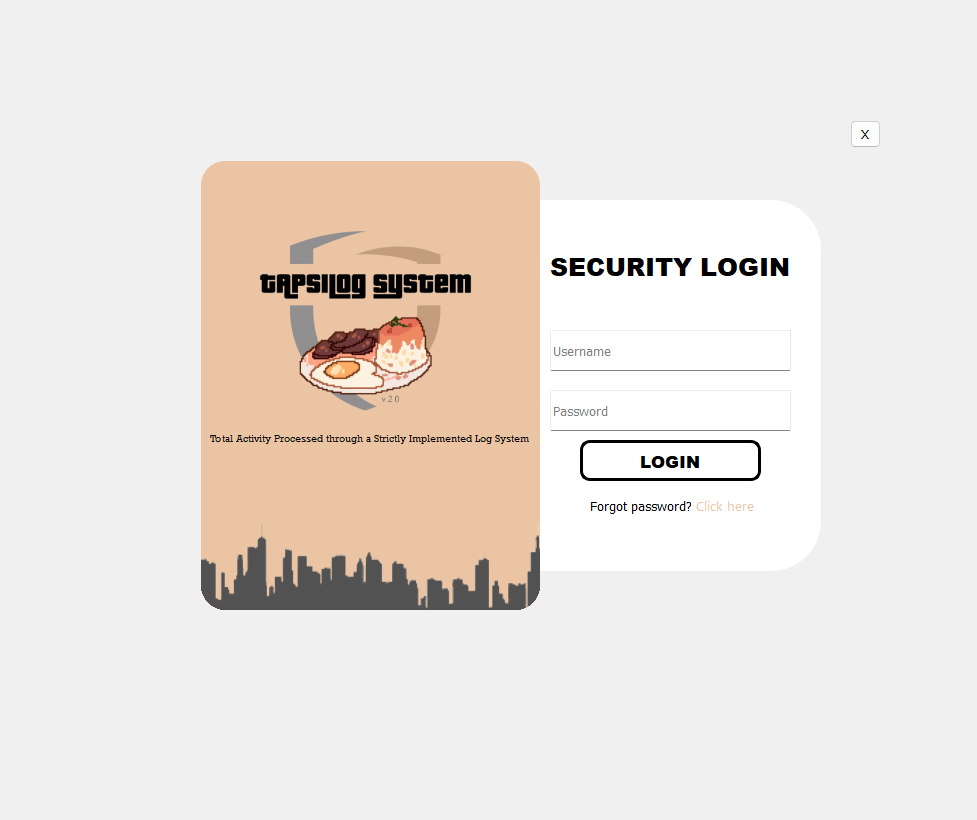 X
TAPSILOG SYSTEM
v.2.0
Total Activity Processed through a Strictly Implemented Log System
SECURITY LOGIN
Username
Password
LOGIN
Forgot password? Click here